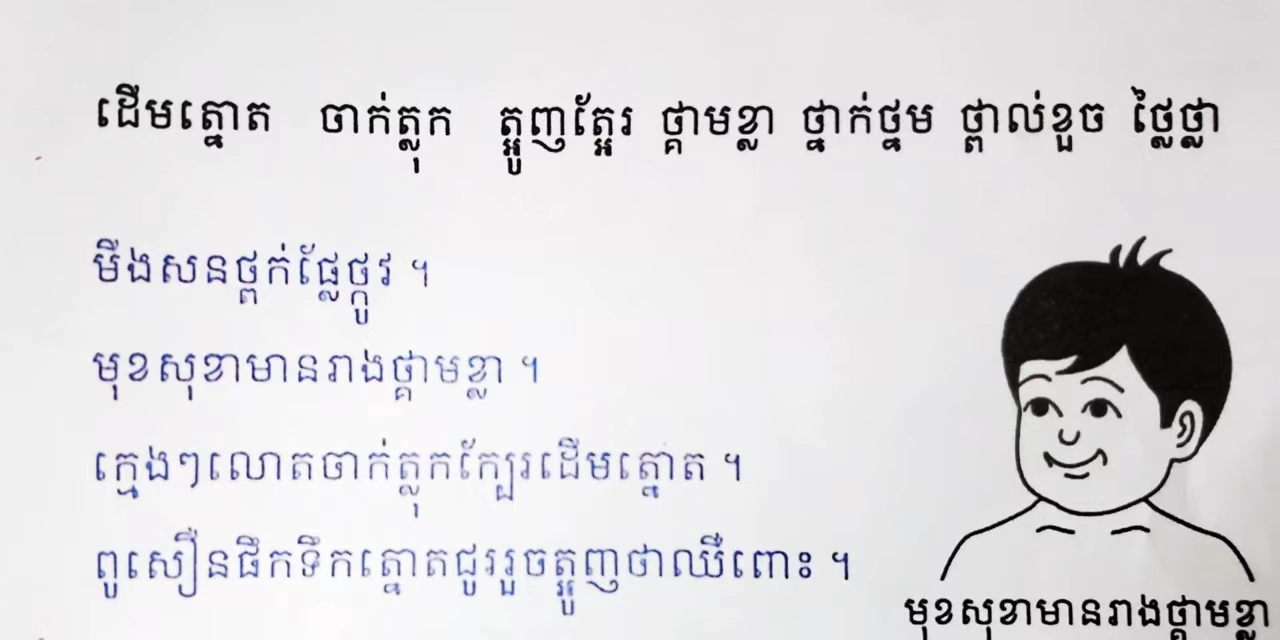 ដើមត្នោត ចាក់ត្លុក ត្អូញត្អែរ ថ្គាមខ្លា ថ្នាក់ថ្នម ថ្ពាល់ខួច ថ្លៃថ្លា
មីងសនថ្ពក់ផ្លែថ្កូវ ។
មុខសុខាមានរាងថ្គាមខ្លា ។
ក្មេងៗលោតចាក់ត្លុកក្បែរដើមត្នោត ។
ពូសឿនផឹកទឹកត្នោតជូររួចត្អូញថាឈឺពោះ ។
មុខសុខាមានរាងថ្គាមខ្លា